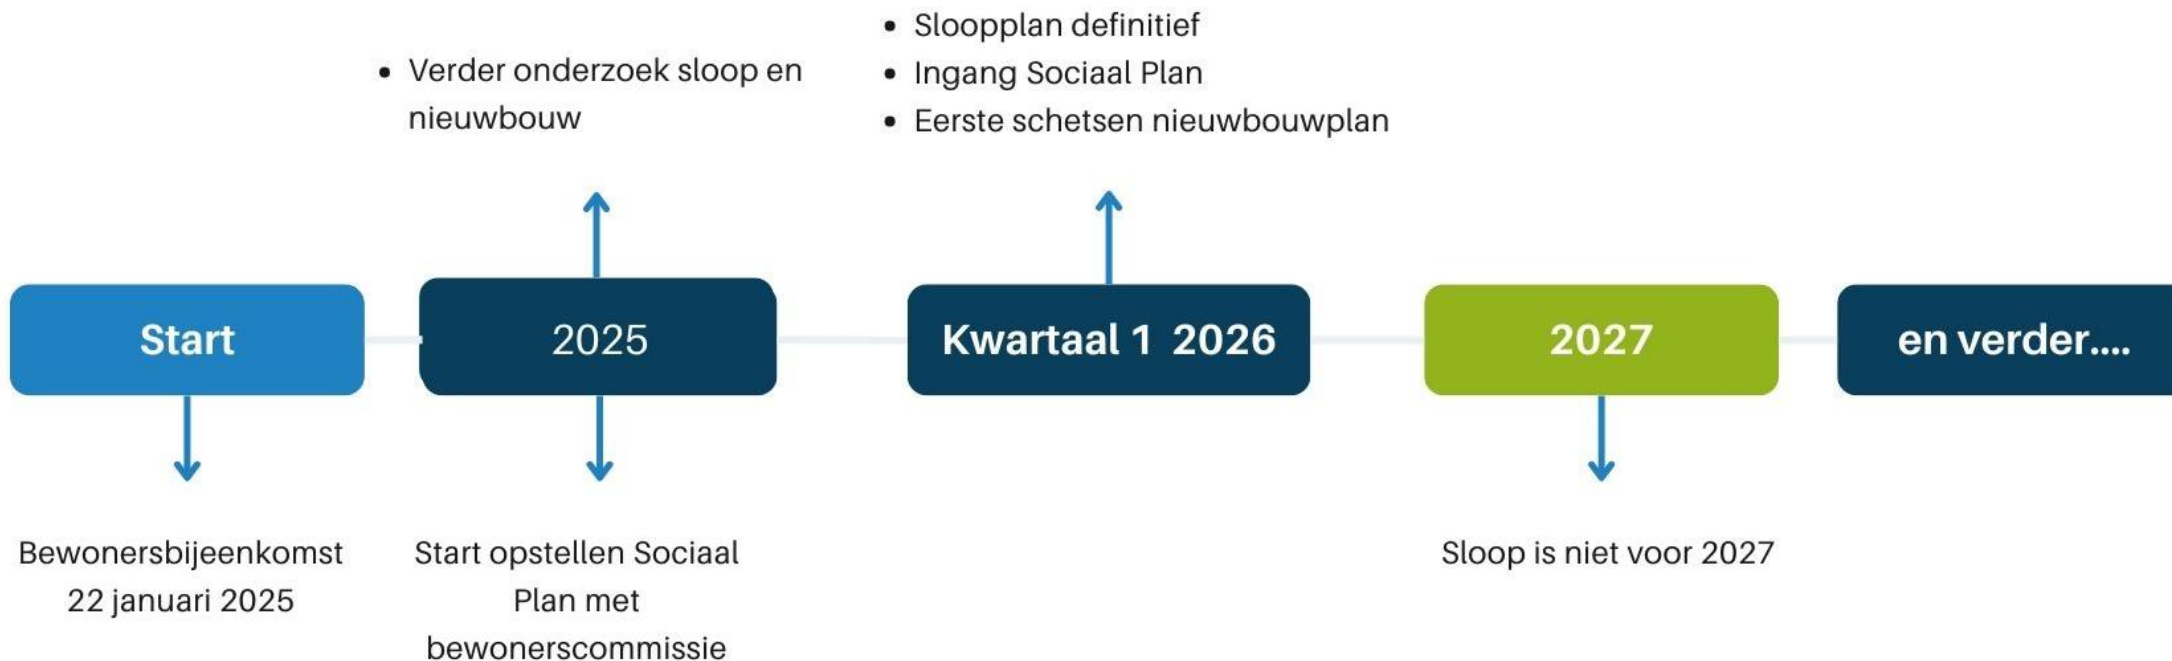 • Verder onderzoek sloop en
nieuwbouw
• Sloopplan definitief
• Ingang Sociaal Plan
• Eerste schetsen nieuwbouwplan
Start
2025
Kwartaal 1 2026
2027
en verder....
Bewonersbijeenkomst
22 januari 2025
Start opstellen Sociaal
Plan met
bewonerscommissie
Sloop is niet voor 2027